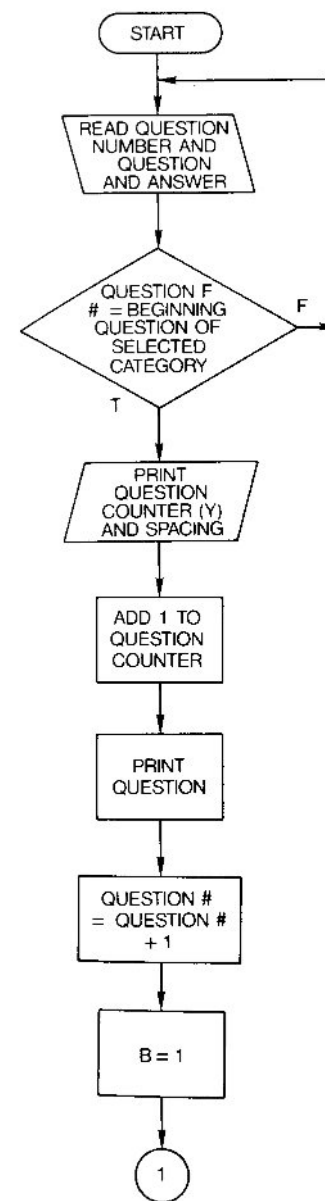 START
READ QUESTION
NUMBER AND
QUESTION
AND ANSWER
QUESTION F
# = BEGINNING
QUESTION OF
SELECTED
CATEGORY
F
T
PRINT
QUESTION
COUNTER (Y)
AND SPACING
ADD 1 TO
QUESTION
COUNTER
PRINT
QUESTION
QUESTION #
= QUESTION #
+ 1
B = 1
1